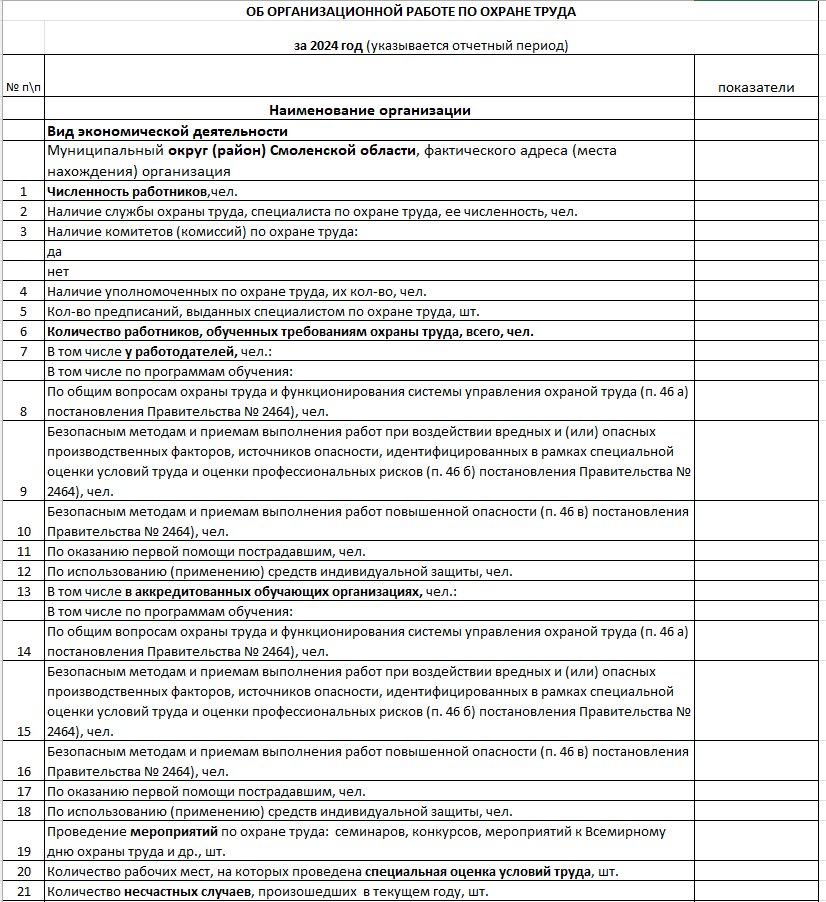 ОБ ОРГАНИЗАЦИОННОЙ РАБОТЕ ПО ОХРАНЕ ТРУДА
за 2024 год (указывается отчетный период)
№ п\п
показатели
Наименование организации
Вид экономической деятельности
Муниципальный округ (район) Смоленской области, фактического адреса (места
нахождения) организация
1 Численность работников,чел.
2 Наличие службы охраны труда, специалиста по охране труда, ее численность, чел.
3 Наличие комитетов (комиссий) по охране труда:
да
нет
4 Наличие уполномоченных по охране труда, их кол-во, чел.
5 Кол-во предписаний, выданных специалистом по охране труда, шт.
6 Количество работников, обученных требованиям охраны труда, всего, чел.
7 В том числе у работодателей, чел.:
В том числе по программам обучения:
По общим вопросам охраны труда и функционирования системы управления охраной труда (п. 46 а)
8 постановления Правительства № 2464), чел.
Безопасным методам и приемам выполнения работ при воздействии вредных и (или) опасных
производственных факторов, источников опасности, идентифицированных в рамках специальной
оценки условий труда и оценки профессиональных рисков (п. 46 б) постановления Правительства №
9 2464), чел.
Безопасным методам и приемам выполнения работ повышенной опасности (п. 46 в) постановления
10 Правительства № 2464), чел.
11 По оказанию первой помощи пострадавшим, чел.
12 По использованию (применению) средств индивидуальной защиты, чел.
13 В том числе в аккредитованных обучающих организациях, чел.:
В том числе по программам обучения:
По общим вопросам охраны труда и функционирования системы управления охраной труда (п. 46 а)
14 постановления Правительства № 2464), чел.
Безопасным методам и приемам выполнения работ при воздействии вредных и (или) опасных
производственных факторов, источников опасности, идентифицированных в рамках специальной
оценки условий труда и оценки профессиональных рисков (п. 46 б) постановления Правительства №
15 2464), чел.
Безопасным методам и приемам выполнения работ повышенной опасности (п. 46 в) постановления
16 Правительства № 2464), чел.
17 По оказанию первой помощи пострадавшим, чел.
18 По использованию (применению) средств индивидуальной защиты, чел.
Проведение мероприятий по охране труда: семинаров, конкурсов, мероприятий к Всемирному
19 дню охраны труда и др., шт.
20 Количество рабочих мест, на которых проведена специальная оценка условий труда, шт.
21 Количество несчастных случаев, произошедших в текущем году, шт.